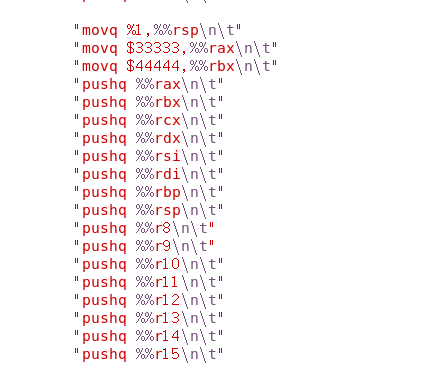 "movq %1,%%rsp\n\t"
"movq $33333,%%rax\n\t"
"movq $44444,%%rbx\n\t"
"pushq %%rax\n\t"
"pushq %%rbx\n\t"
"pushq %%rcx\n\t"
"pushq %%rdx\n\t"
"pushq %%rsi\n\t"
"pushq %%rdi\n\t"
"pushq %%rbp\n\t"
"pushq %%rsp\n\t"
"pushq %%r8\n\t"
"pushq %%r9\n\t"
"pushq %%r10\n\t"
"pushq %%r11\n\t"
"pushq %%r12\n\t"
"pushq %%r13\n\t"
"pushq %%r14\n\t"
"pushq %%r15\n\t"